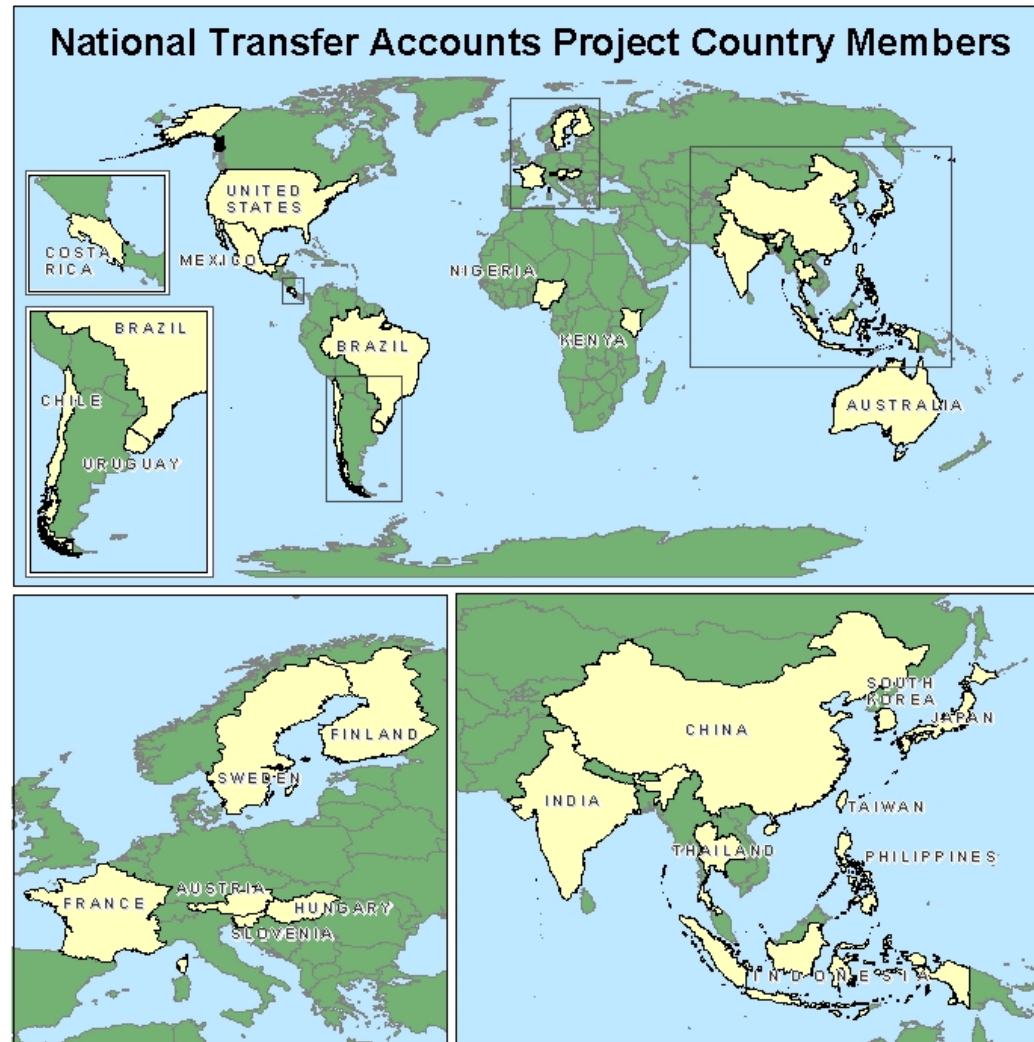 National Transfer Accounts Project Country Members
UNITED
STATES
MEXICO
COSTA
RICA
NIGERIA
KENYA
BRAZIL
AUSTRALIA
BRAZIL
CHILE
URUGUAY
FINLAND
SWEDEN
FRANCE
AUSTRIA
HUNGARY
SLOVENIA
SOUTH
KOREA
JAPAN
CHINA
INDIA
TAIWAN
THAILAND
PHILIPPINES
INDONESIA